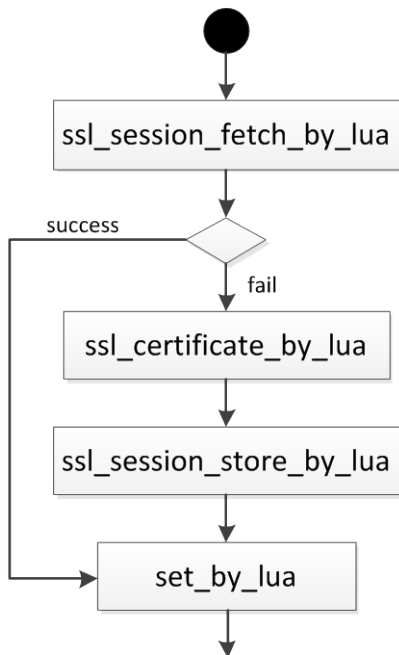 ssl_session_fetch_by_lua
success
fail
ssl_certificate_by_lua
ssl_session_store_by_lua
set_by_lua